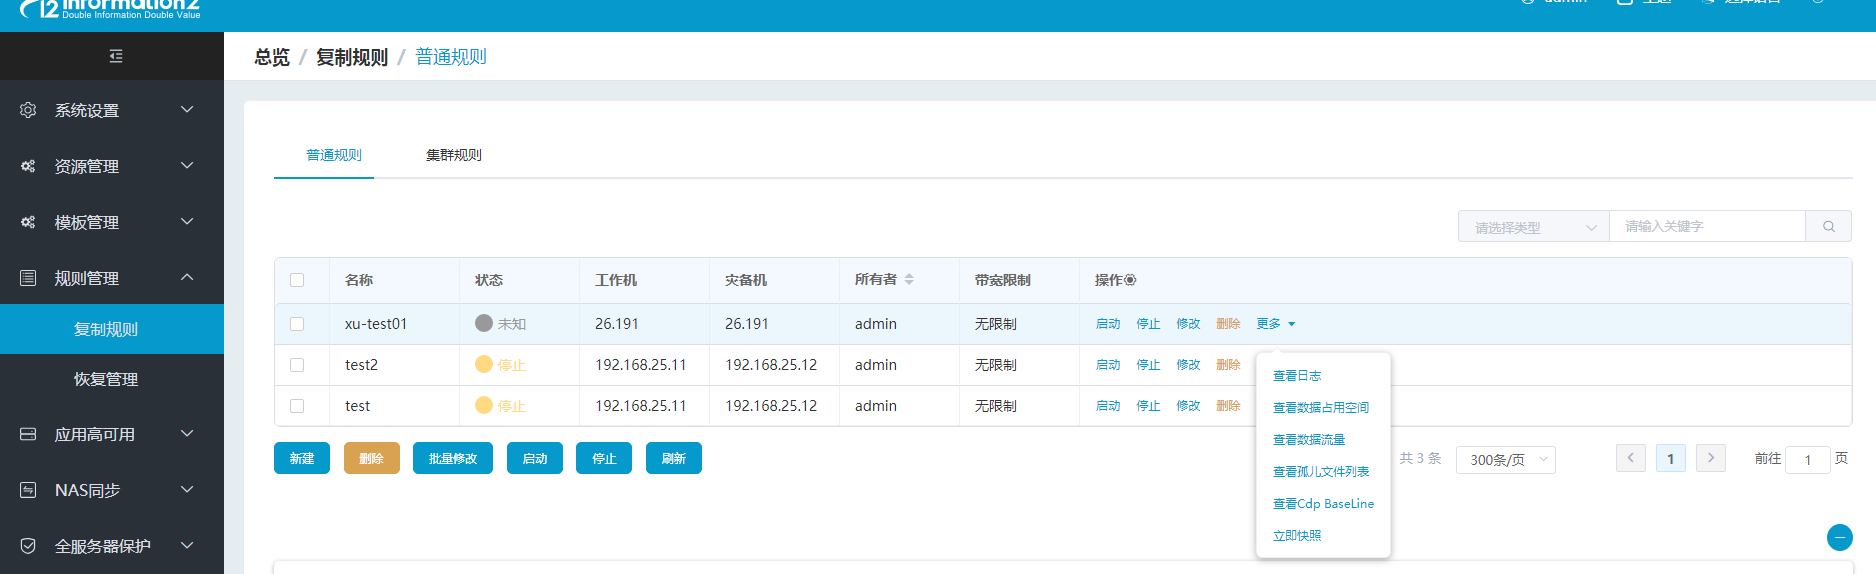 information2
Double Information Double Value
admin
总览 / 复制规则 / 普通规则
系统设置
资源管理
模板管理
规则管理
复制规则
恢复管理
应用高可用
NAS同步
全服务器保护
普通规则 集群规则
请选择类型 请输入关键字
名称 状态 工作机 灾备机 所有者 带宽限制 操作
xu-test01 未知 26.191 26.191 admin 无限制 启动 停止 修改 删除 更多
test2 停止 192.168.25.11 192.168.25.12 admin 无限制 启动 停止 修改 删除
test 停止 192.168.25.11 192.168.25.12 admin 无限制 启动 停止 修改 删除
查看日志
查看数据占用空间
查看数据流量
查看孤儿文件列表
查看Cdp BaseLine
立即快照
新建 删除 批量修改 启动 停止 刷新
共 3 条 300条/页 1 前往 1 页